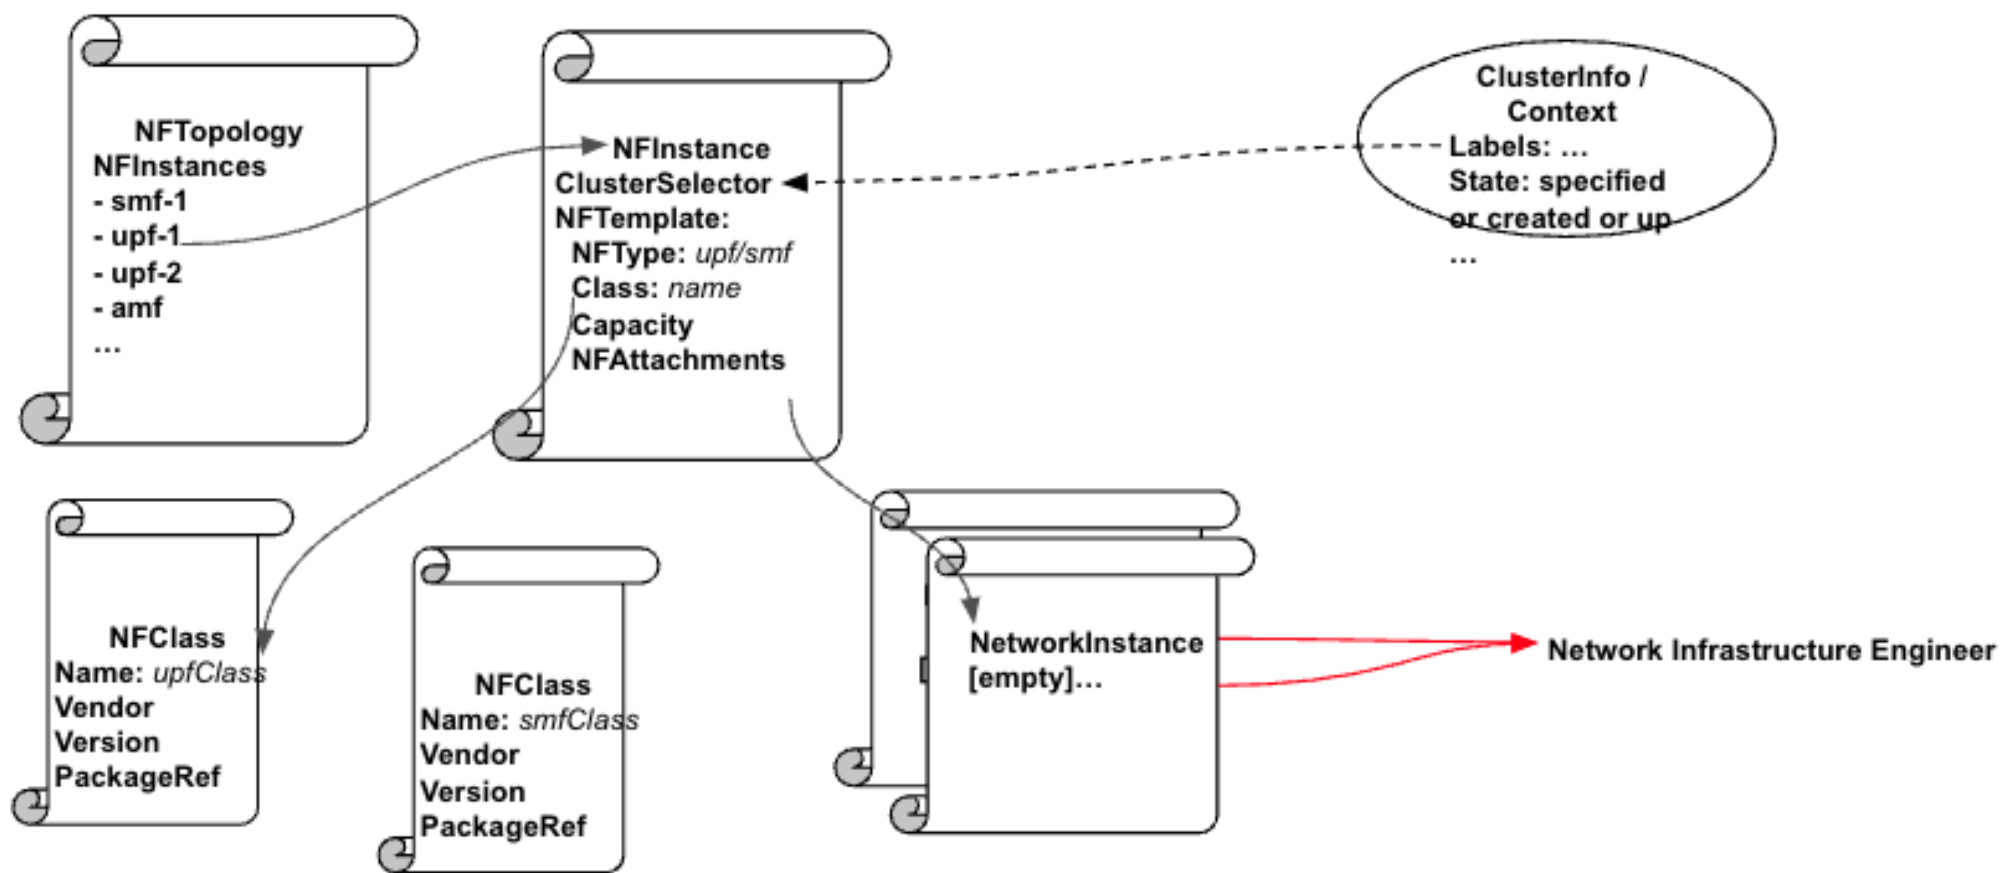 NFTopology
NFInstances
- smf-1
- upf-1
- upf-2
- amf
...
NFInstance
ClusterSelector
NFTemplate:
NFType: upf/smf
Class: name
Capacity
NFAttachments
ClusterInfo /
Context
Labels: ...
State: specified
or created or up
...
NFClass
Name: upfClass
Vendor
Version
PackageRef
NFClass
Name: smfClass
Vendor
Version
PackageRef
NetworkInstance
[empty]...
Network Infrastructure Engineer